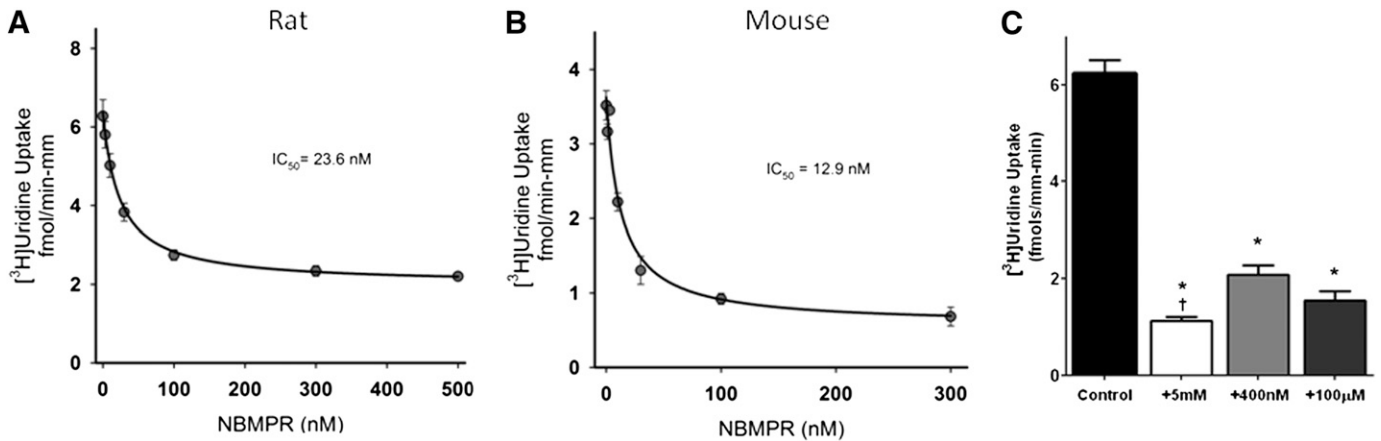 A
Rat
[³H]Uridine Uptake
fmol/min-mm
8
6
4
2
0
IC₅₀= 23.6 nM
0 100 200 300 400 500
NBMPR (nM)
B
Mouse
[³H]Uridine Uptake
fmol/min-mm
4
3
2
1
0
IC₅₀ = 12.9 nM
0 100 200 300
NBMPR (nM)
C
[³H]Uridine Uptake
(fmols/mm-min)
6
4
2
0
*
†
*
*
Control +5mM +400nM +100µM